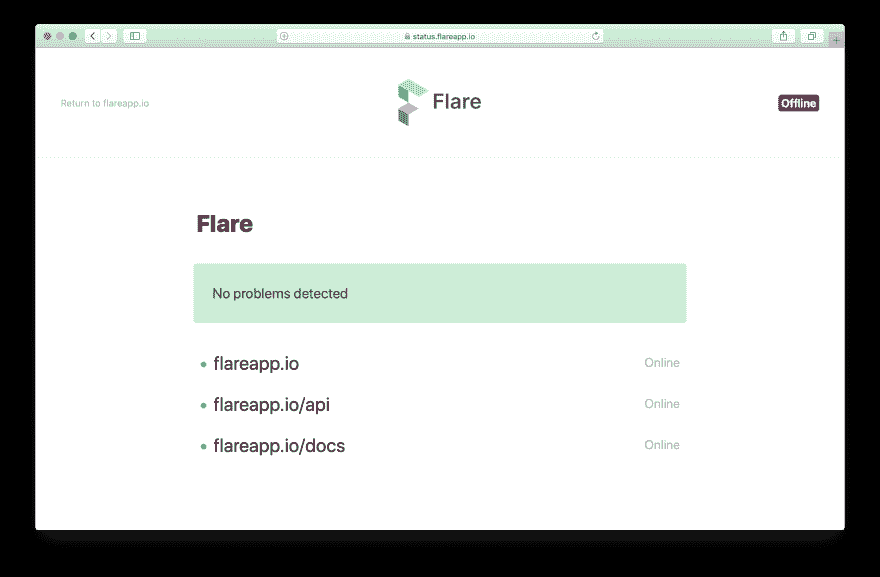 status.flareapp.io
Return to flareapp.io
Flare
Offline
Flare
No problems detected
flareapp.io
Online
flareapp.io/api
Online
flareapp.io/docs
Online